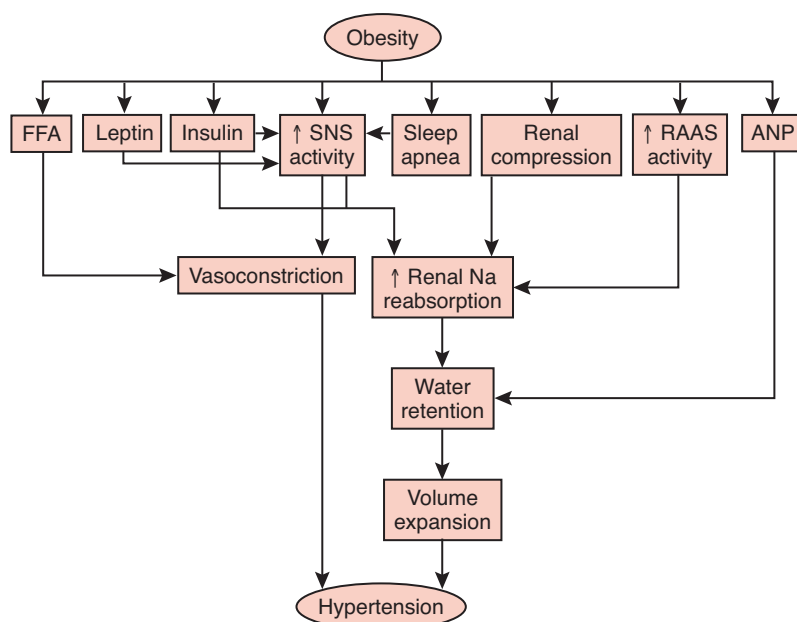 Obesity
FFA
Leptin
Insulin
↑ SNS
activity
Sleep
apnea
Renal
compression
↑ RAAS
activity
ANP
Vasoconstriction
↑ Renal Na
reabsorption
Water
retention
Volume
expansion
Hypertension